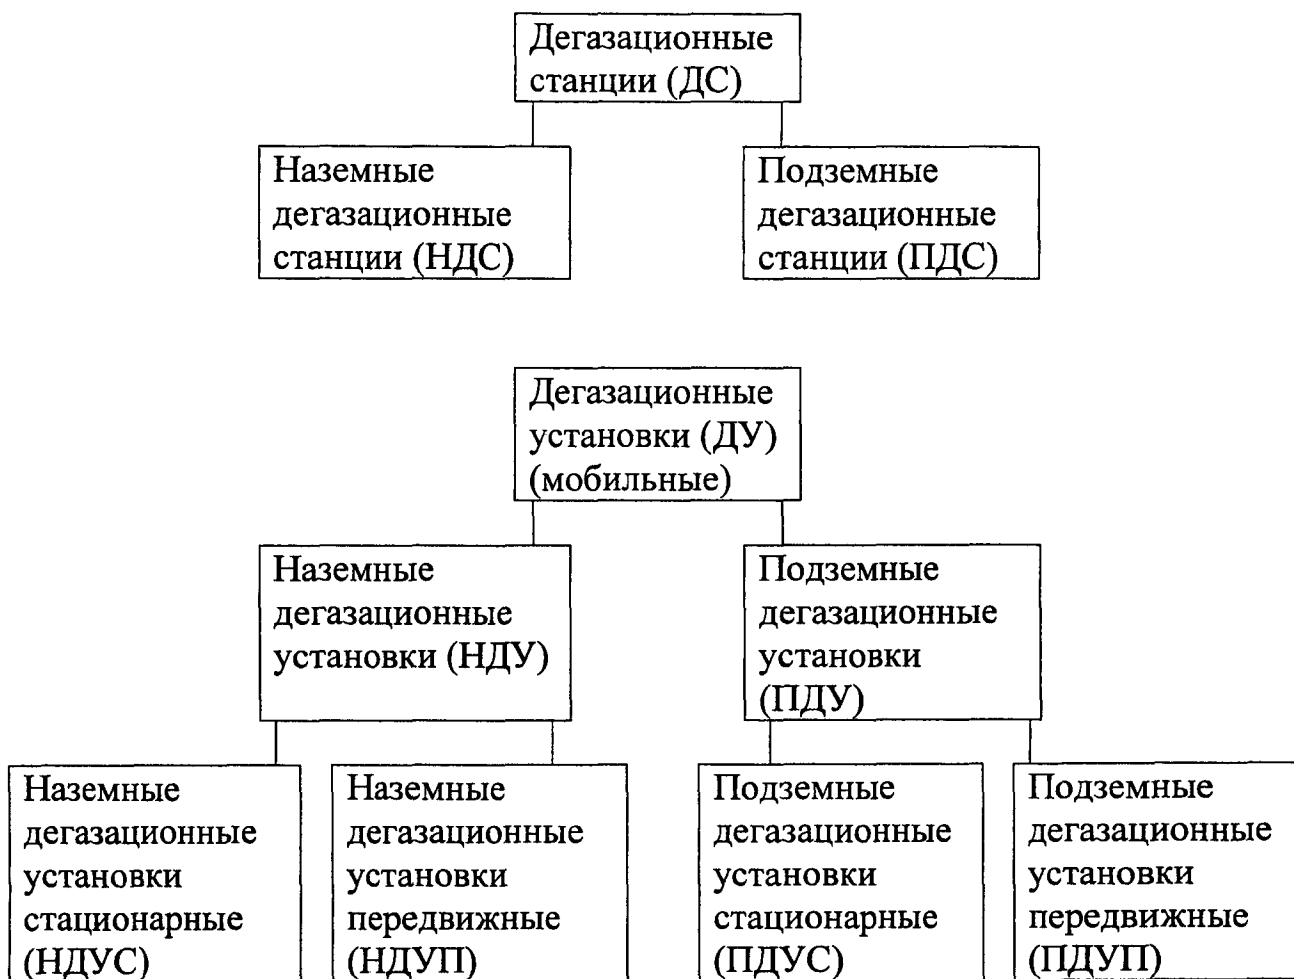 Дегазационные
станции (ДС)
Наземные
дегазационные
станции (НДС)
Подземные
дегазационные
станции (ПДС)
Дегазационные
установки (ДУ)
(мобильные)
Наземные
дегазационные
установки (НДУ)
Подземные
дегазационные
установки
(ПДУ)
Наземные
дегазационные
установки
стационарные
(НДУС)
Наземные
дегазационные
установки
передвижные
(НДУП)
Подземные
дегазационные
установки
стационарные
(ПДУС)
Подземные
дегазационные
установки
передвижные
(ПДУП)